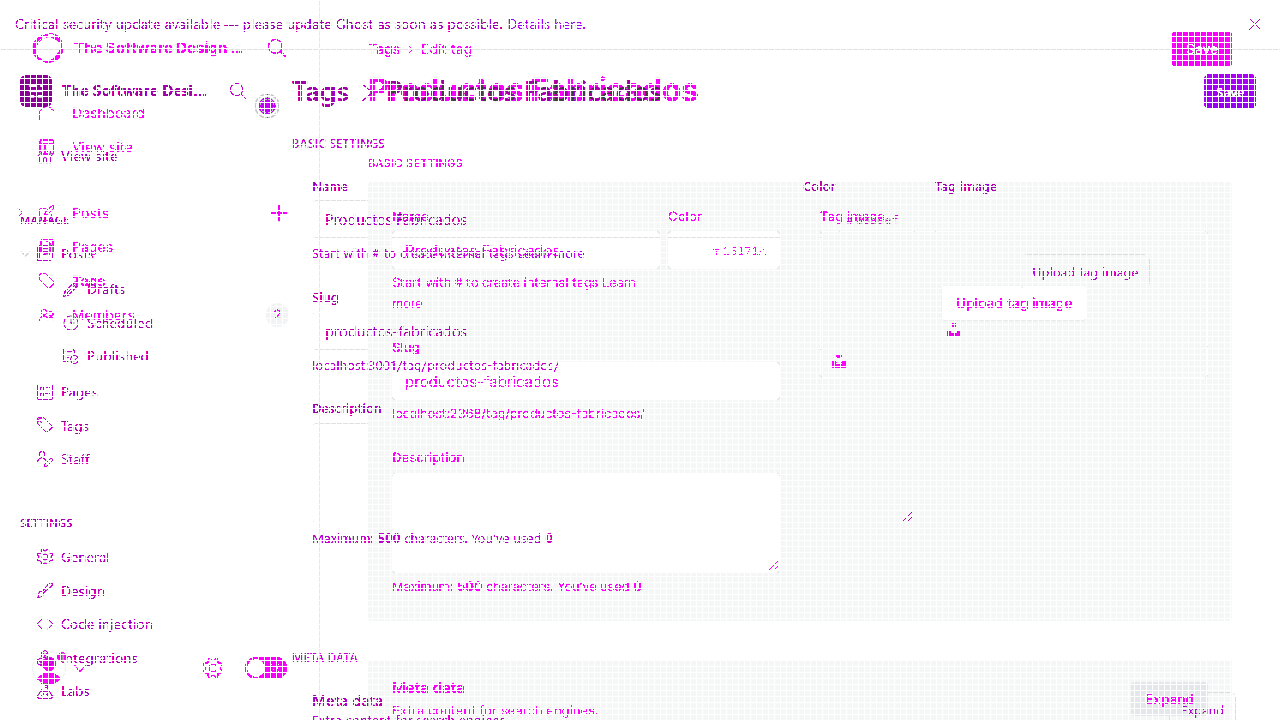 Critical security update available — please update Ghost as soon as possible. Details here.
The Software Design ...
Tags > Edit tag
Save
The Software Desi...
Tags > Productos Fabricados
Productos Fabricados
Save
Dashboard
View site
View site
BASIC SETTINGS
BASIC SETTINGS
Name
Color
Tag image
Posts
MANAGE
Productos Fabricados
Name
Color
Tag image
Pages
Posts
Productos Fabricados
Start with # to create internal tags Learn more
15171A
Upload tag image
Tags
Drafts
Start with # to create internal tags Learn
more
Slug
Upload tag image
Members
Scheduled
?
productos-fabricados
Slug
Published
localhost:3001/tag/productos-fabricados/
productos-fabricados
Pages
Description
localhost:2368/tag/productos-fabricados/
Tags
Staff
Description
SETTINGS
Maximum: 500 characters. You've used 0
General
Design
Maximum: 500 characters. You've used 0
Code injection
Integrations
META DATA
Labs
Meta data
Meta data
Expand
Extra content for search engines.
Expand
Extra content for search engines.